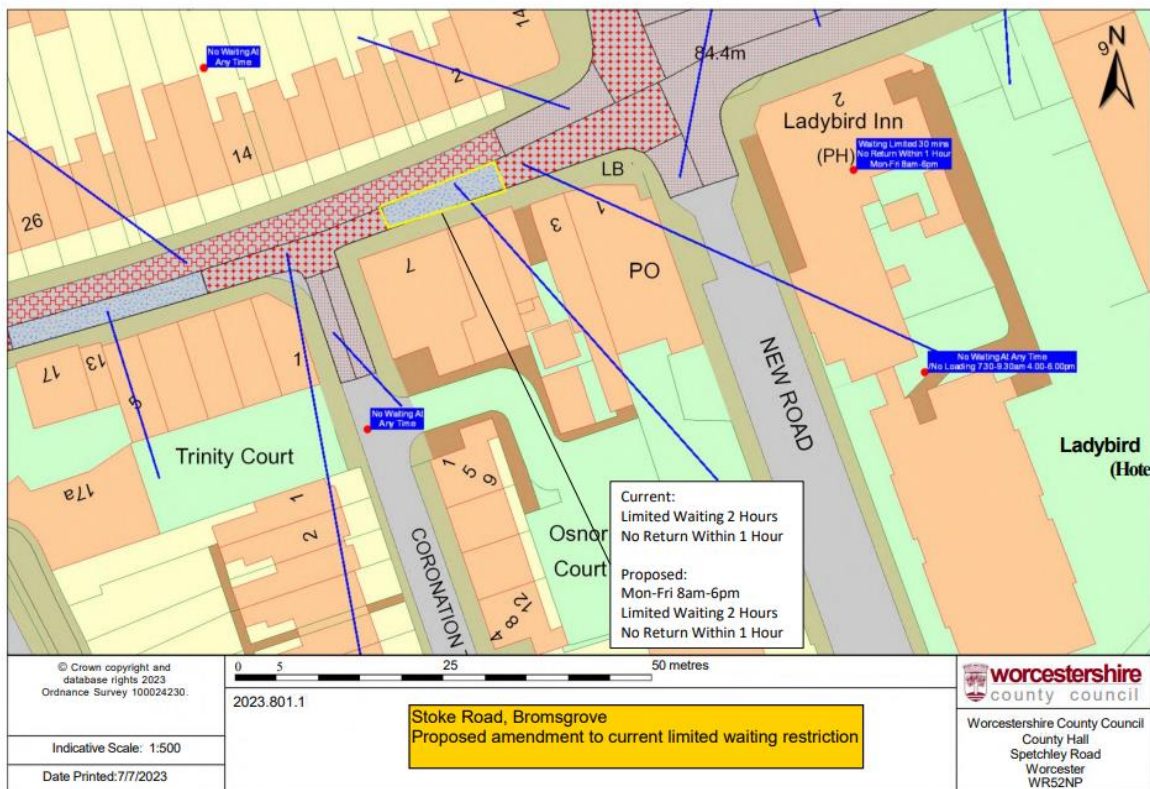 No Waiting At
Any Time
14
2
84.4m
9
N
2
Ladybird Inn
(PH)
Waiting Limited 30 mins
No Return Within 1 Hour
Mon-Fri 8am-6pm
14
LB
26
7
3
1
PO
NEW ROAD
No Waiting At Any Time
/No Loading 7.30-9.30am 4.00-6.00pm
17
13
5
1
No Waiting At
Any Time
Trinity Court
17a
1
2
1
5
9
Ladybird
(Hote
CORONATION
Osnor
Court
12
8
4
Current:
Limited Waiting 2 Hours
No Return Within 1 Hour
Proposed:
Mon-Fri 8am-6pm
Limited Waiting 2 Hours
No Return Within 1 Hour
© Crown copyright and
database rights 2023
Ordnance Survey 100024230.
Indicative Scale: 1:500
Date Printed:7/7/2023
0 5 25 50 metres
2023.801.1
Stoke Road, Bromsgrove
Proposed amendment to current limited waiting restriction
worcestershire
county council
Worcestershire County Council
County Hall
Spetchley Road
Worcester
WR52NP